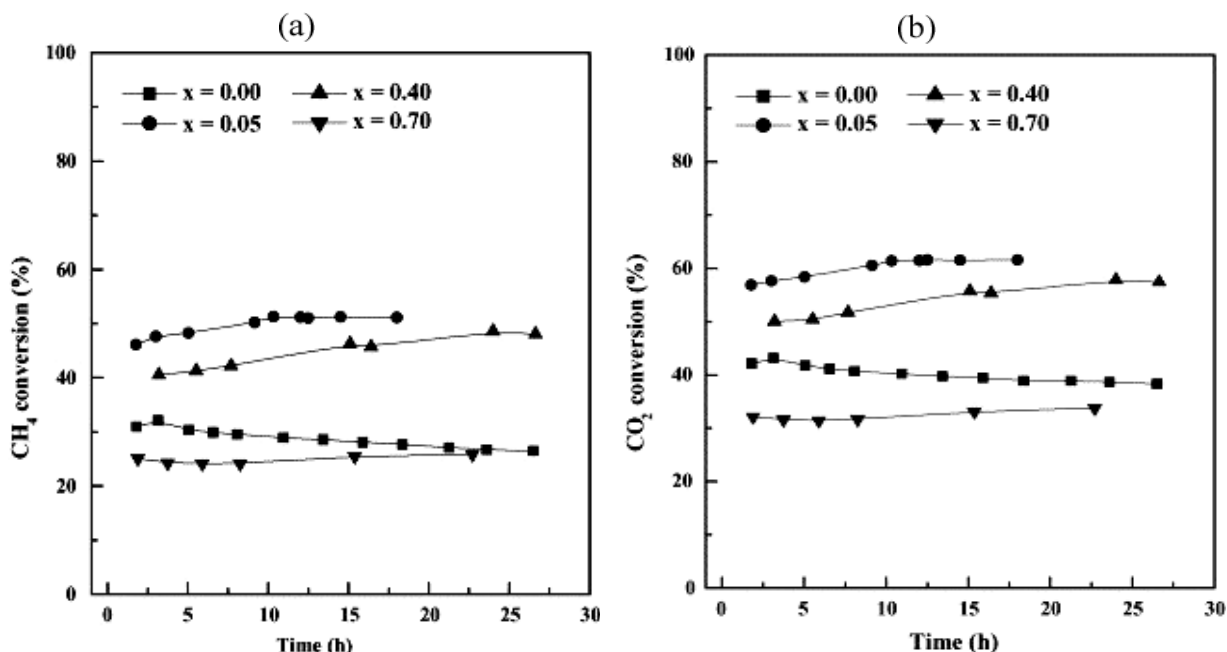 (a)
100
80
60
40
20
0
CH₄ conversion (%)
x = 0.00
x = 0.40
x = 0.05
x = 0.70
0 5 10 15 20 25 30
Time (h)
(b)
100
80
60
40
20
0
CO₂ conversion (%)
x = 0.00
x = 0.40
x = 0.05
x = 0.70
0 5 10 15 20 25 30
Time (h)